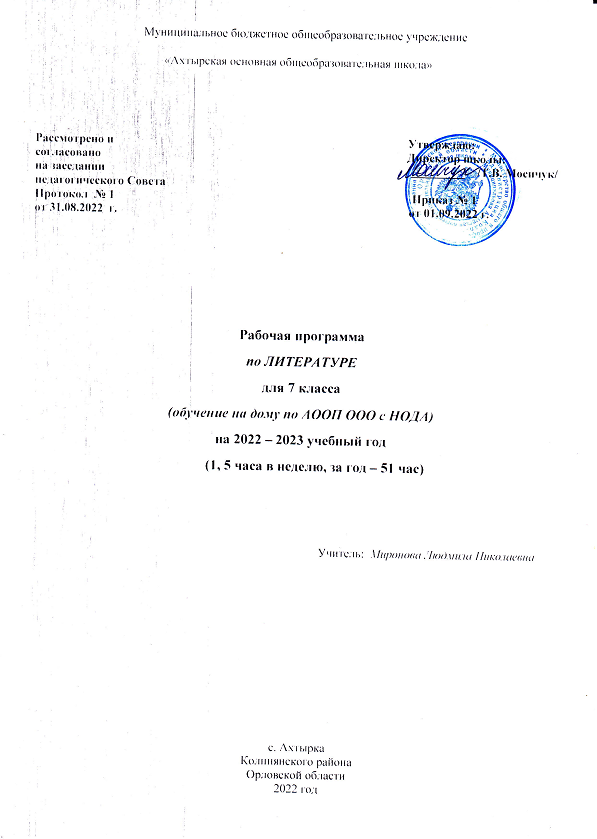 Муниципальное бюджетное общеобразовательное учреждение
«Ахтырская основная общеобразовательная школа»
Рассмотрено и
согласовано
на заседании
педагогического Совета
Протокол № 1
от 31.08.2022 г.
Утверждаю:
Директор школы:
/Т.В. Мосичук/
Приказ № 1
от 01.09.2022 г.
Рабочая программа
по ЛИТЕРАТУРЕ
для 7 класса
(обучение на дому по АООП ООО с НОДА)
на 2022 – 2023 учебный год
(1, 5 часа в неделю, за год – 51 час)
Учитель: Миронова Людмила Николаевна
с. Ахтырка
Колпнянского района
Орловской области
2022 год